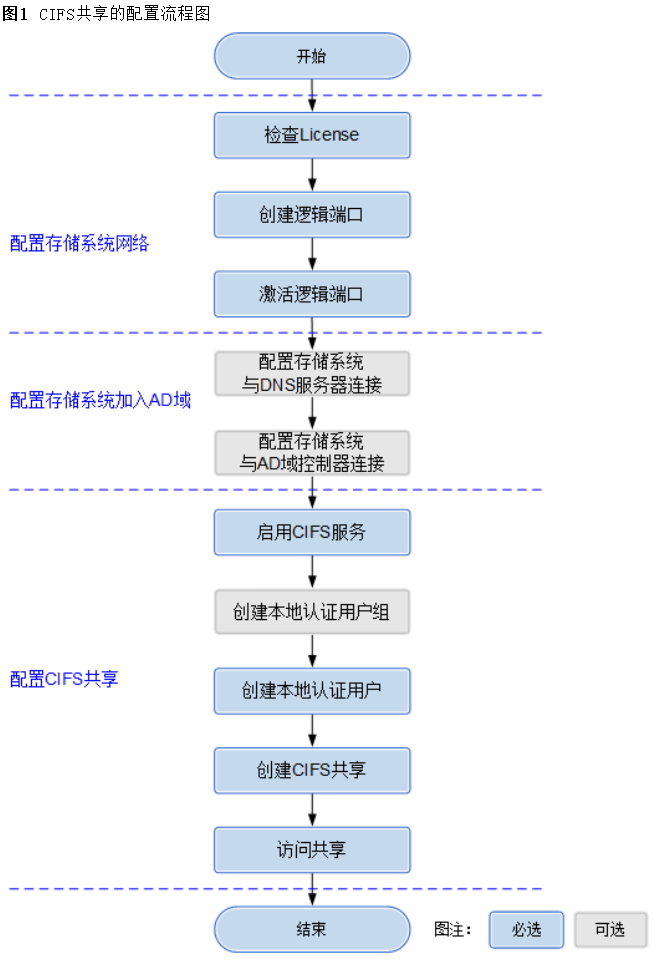 图1 CIFS共享的配置流程图
开始
检查License
创建逻辑端口
配置存储系统网络
激活逻辑端口
配置存储系统
与DNS服务器连接
配置存储系统加入AD域
配置存储系统
与AD域控制器连接
启用CIFS服务
创建本地认证用户组
配置CIFS共享
创建本地认证用户
创建CIFS共享
访问共享
结束
图注：
必选
可选